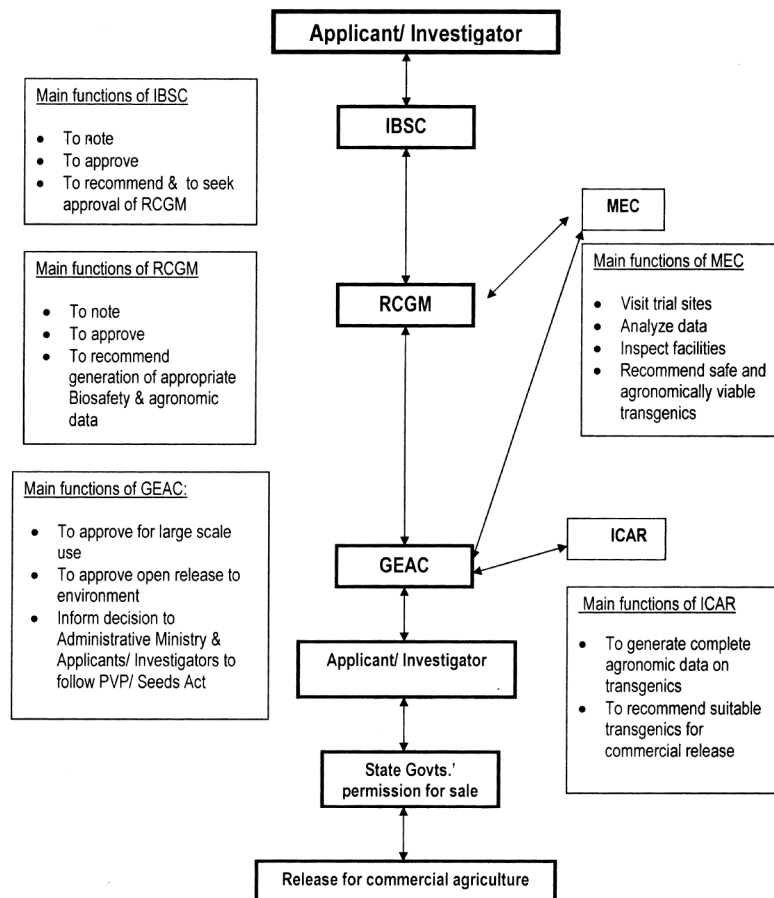 Applicant/ Investigator
Main functions of IBSC
• To note
• To approve
• To recommend & to seek
approval of RCGM
IBSC
MEC
Main functions of RCGM
• To note
• To approve
• To recommend
generation of appropriate
Biosafety & agronomic
data
RCGM
Main functions of MEC
• Visit trial sites
• Analyze data
• Inspect facilities
• Recommend safe and
agronomically viable
transgenics
Main functions of GEAC:
• To approve for large scale
use
• To approve open release to
environment
• Inform decision to
Administrative Ministry &
Applicants/ Investigators to
follow PVP/ Seeds Act
GEAC
ICAR
Main functions of ICAR
• To generate complete
agronomic data on
transgenics
• To recommend suitable
transgenics for
commercial release
Applicant/ Investigator
State Govts.'
permission for sale
Release for commercial agriculture